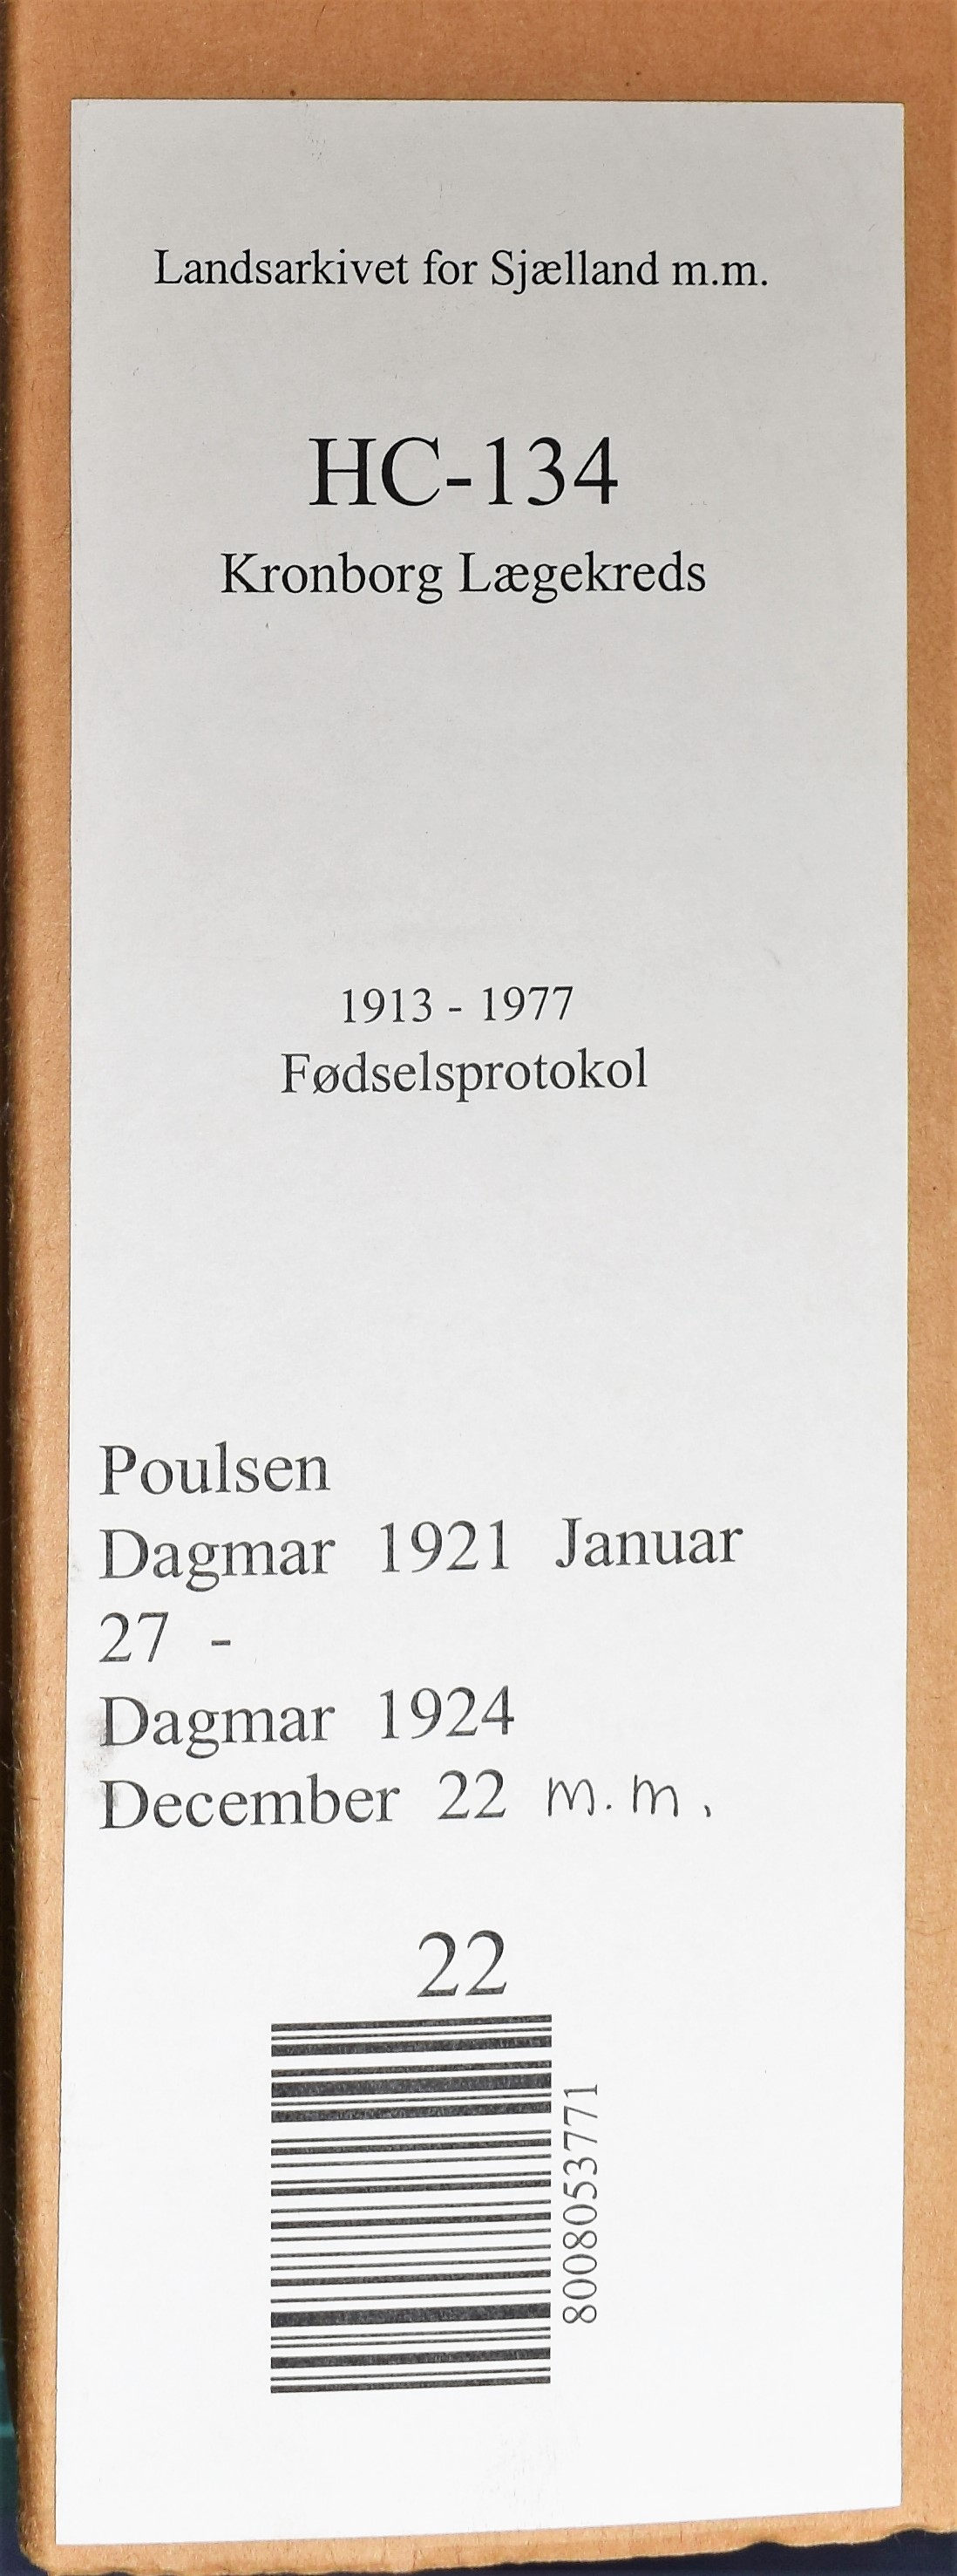 Landsarkivet for Sjælland m.m.
HC-134
Kronborg Lægekreds
1913 - 1977
Fødselsprotokol
Poulsen
Dagmar 1921 Januar
27 -
Dagmar 1924
December 22 m.m.
22
8008053771